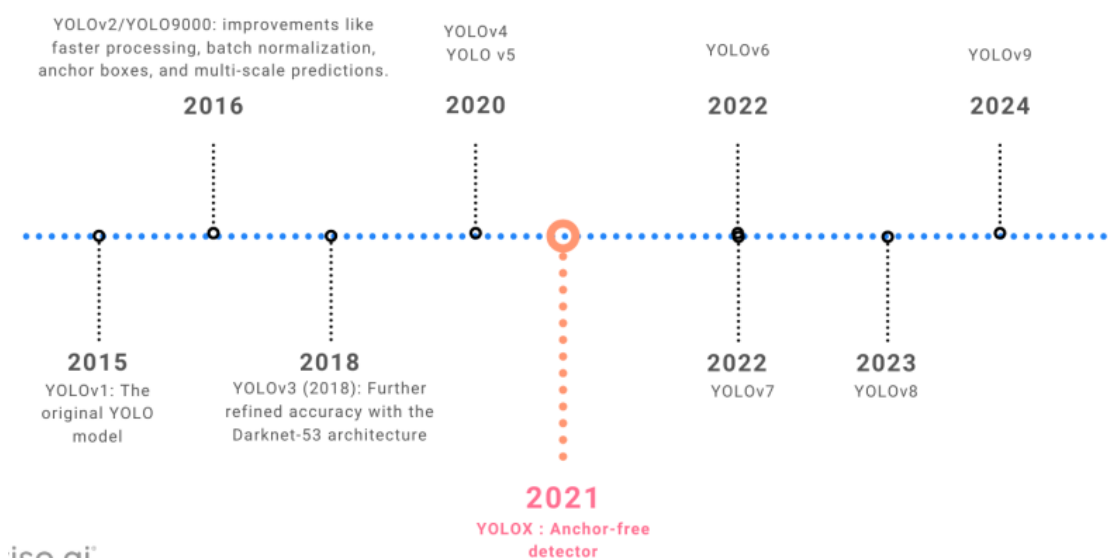 YOLOv2/YOLO9000: improvements like
faster processing, batch normalization,
anchor boxes, and multi-scale predictions.
2016
YOLOv4
YOLO v5
2020
YOLOv6
2022
YOLOv9
2024
2015
YOLOv1: The
original YOLO
model
2018
YOLOv3 (2018): Further
refined accuracy with the
Darknet-53 architecture
2022
YOLOv7
2023
YOLOv8
2021
YOLOX : Anchor-free
detector